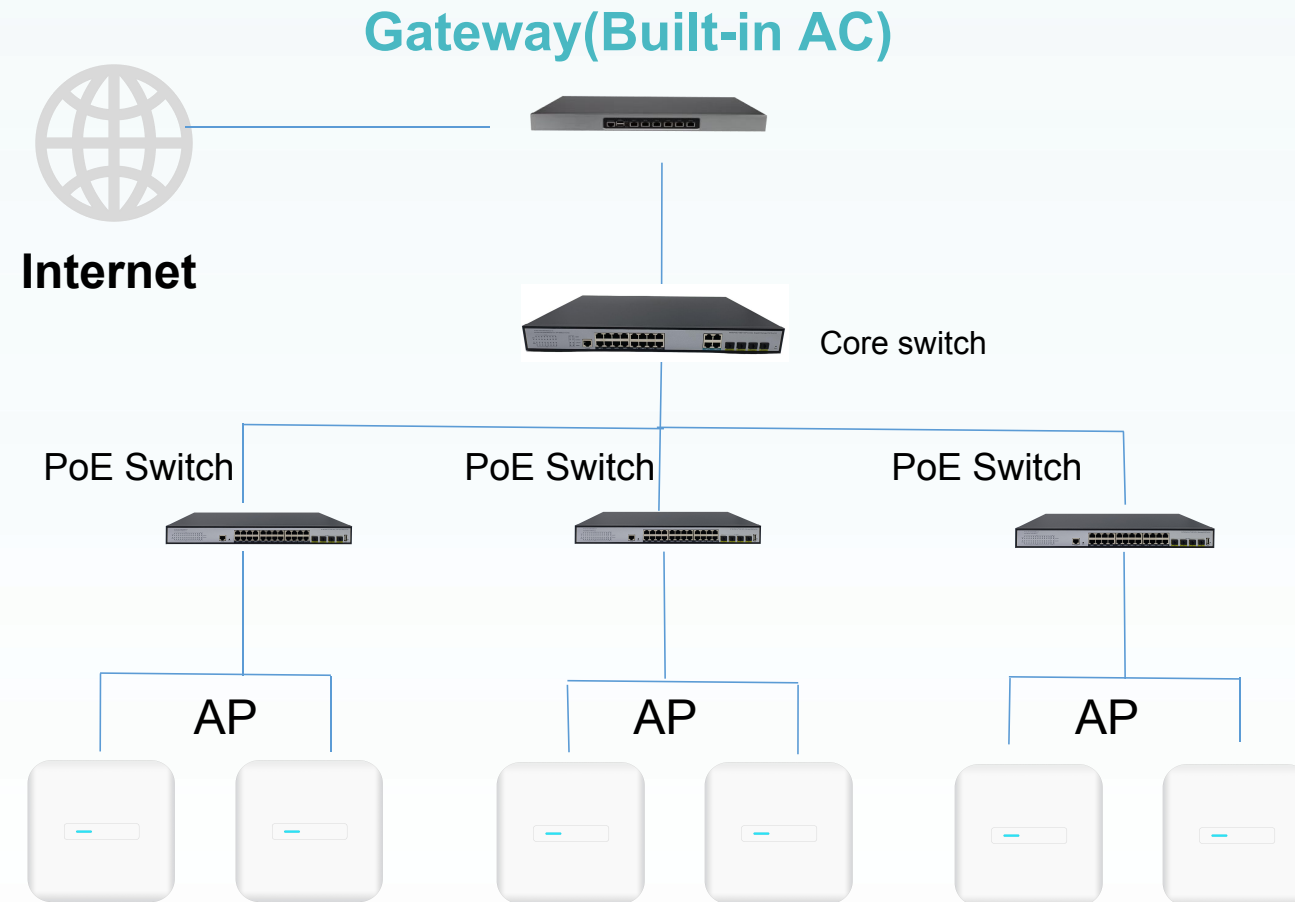 Gateway(Built-in AC)
Internet
Core switch
PoE Switch
PoE Switch
PoE Switch
AP
AP
AP